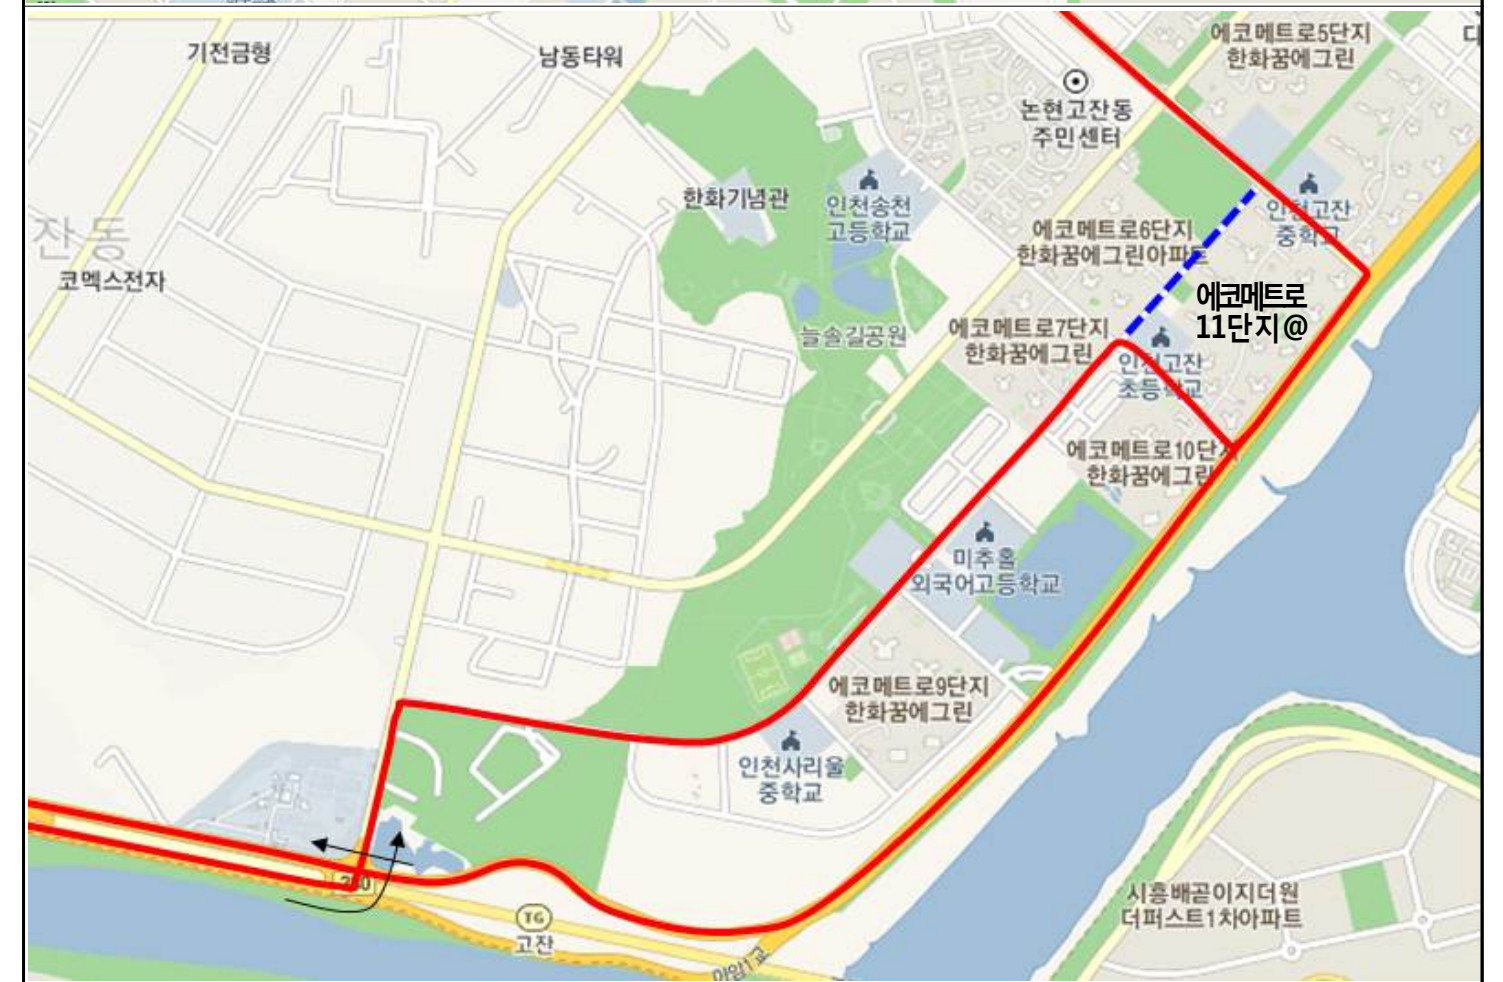 기전금형
남동타워
에코메트로5단지
한화꿈에그린
논현고잔동
주민센터
한화기념관
인천송천
고등학교
인천고잔
중학교
잔동
코멕스전자
에코메트로6단지
한화꿈에그린아파트
에코메트로
11단지@
늘솔길공원
에코메트로7단지
한화꿈에그린
인천고잔
초등학교
에코메트로10단지
한화꿈에그린
미추홀
외국어고등학교
에코메트로9단지
한화꿈에그린
인천사리울
중학교
TG
고잔
시흥배곧이지더원
더퍼스트1차아파트
아암1교